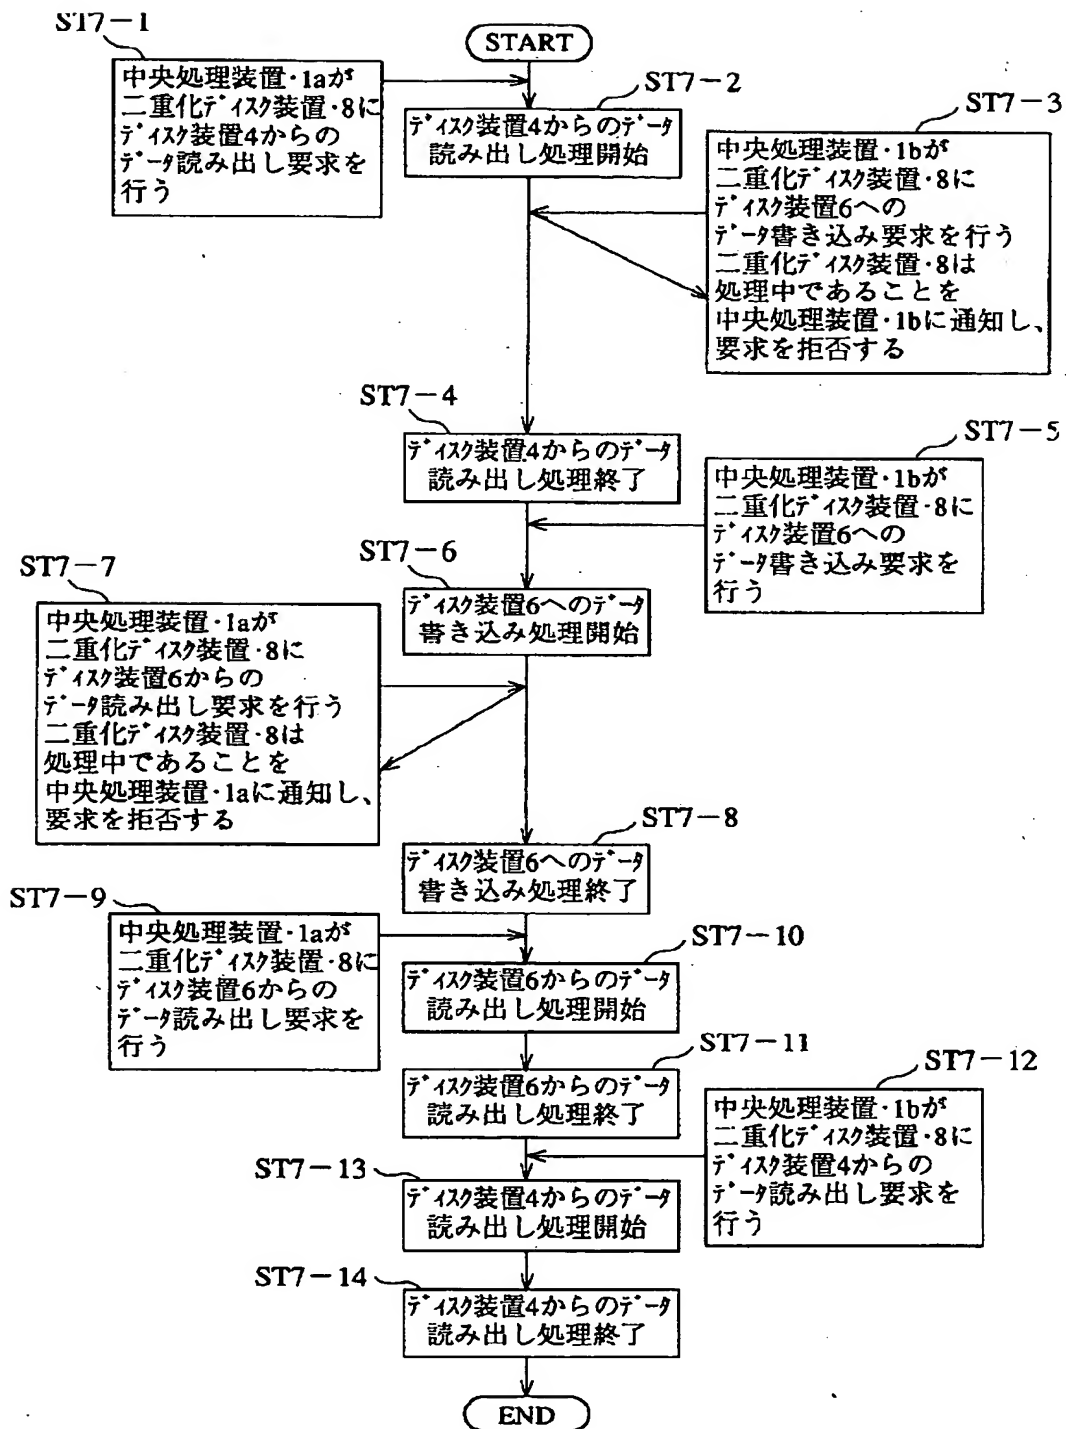 ST7-1
START
中央処理装置・1aが
二重化ディスク装置・8に
ディスク装置4からの
データ読み出し要求を
行う
ST7-2
ディスク装置4からのデータ
読み出し処理開始
ST7-3
中央処理装置・1bが
二重化ディスク装置・8に
ディスク装置6への
データ書き込み要求を行う
二重化ディスク装置・8は
処理中であることを
中央処理装置・1bに通知し、
要求を拒否する
ST7-4
ディスク装置4からのデータ
読み出し処理終了
ST7-5
中央処理装置・1bが
二重化ディスク装置・8に
ディスク装置6への
データ書き込み要求を
行う
ST7-6
ディスク装置6へのデータ
書き込み処理開始
ST7-7
中央処理装置・1aが
二重化ディスク装置・8に
ディスク装置6からの
データ読み出し要求を行う
二重化ディスク装置・8は
処理中であることを
中央処理装置・1aに通知し、
要求を拒否する
ST7-8
ディスク装置6へのデータ
書き込み処理終了
ST7-9
中央処理装置・1aが
二重化ディスク装置・8に
ディスク装置6からの
データ読み出し要求を
行う
ST7-10
ディスク装置6からのデータ
読み出し処理開始
ST7-11
ディスク装置6からのデータ
読み出し処理終了
ST7-12
中央処理装置・1bが
二重化ディスク装置・8に
ディスク装置4からの
データ読み出し要求を
行う
ST7-13
ディスク装置4からのデータ
読み出し処理開始
ST7-14
ディスク装置4からのデータ
読み出し処理終了
END